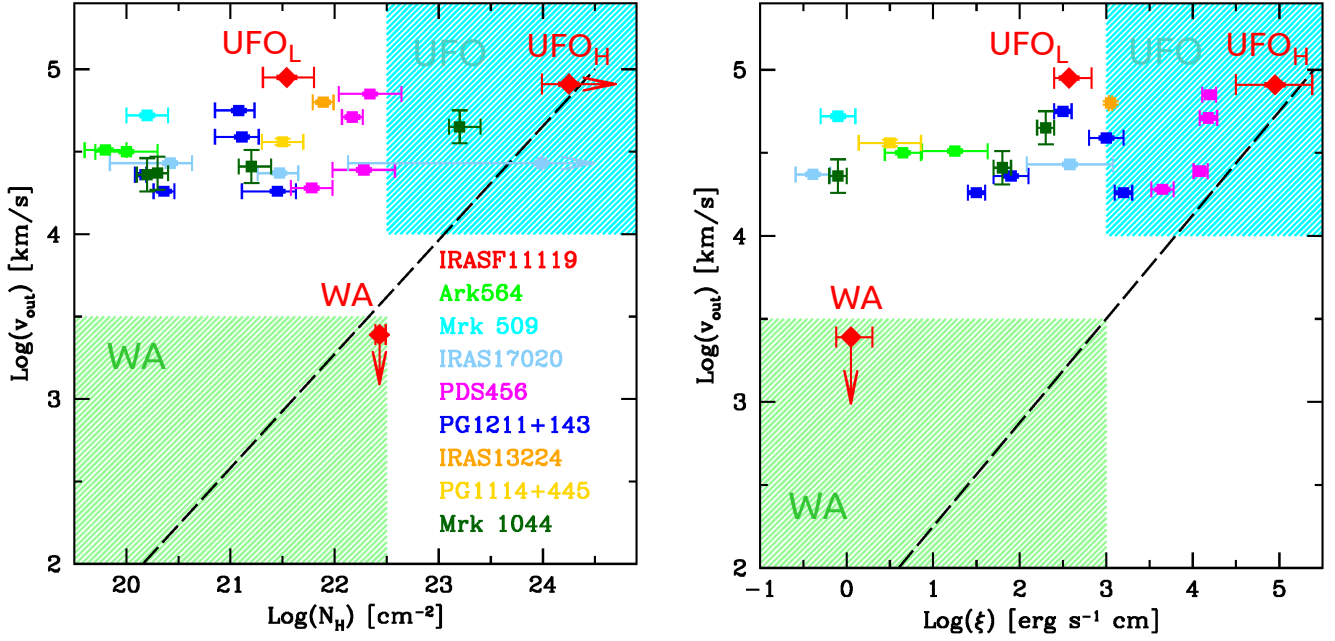 UFO_L
UFO
UFO_H
WA
WA
IRASF11119
Ark564
Mrk 509
IRAS17020
PDS456
PG1211+143
IRAS13224
PG1114+445
Mrk 1044
Log(v_out) [km/s]
5
4
3
2
20 21 22 23 24
Log(N_H) [cm⁻²]
UFO_L
UFO
UFO_H
WA
WA
Log(v_out) [km/s]
5
4
3
2
-1 0 1 2 3 4 5
Log(ξ) [erg s⁻¹ cm]